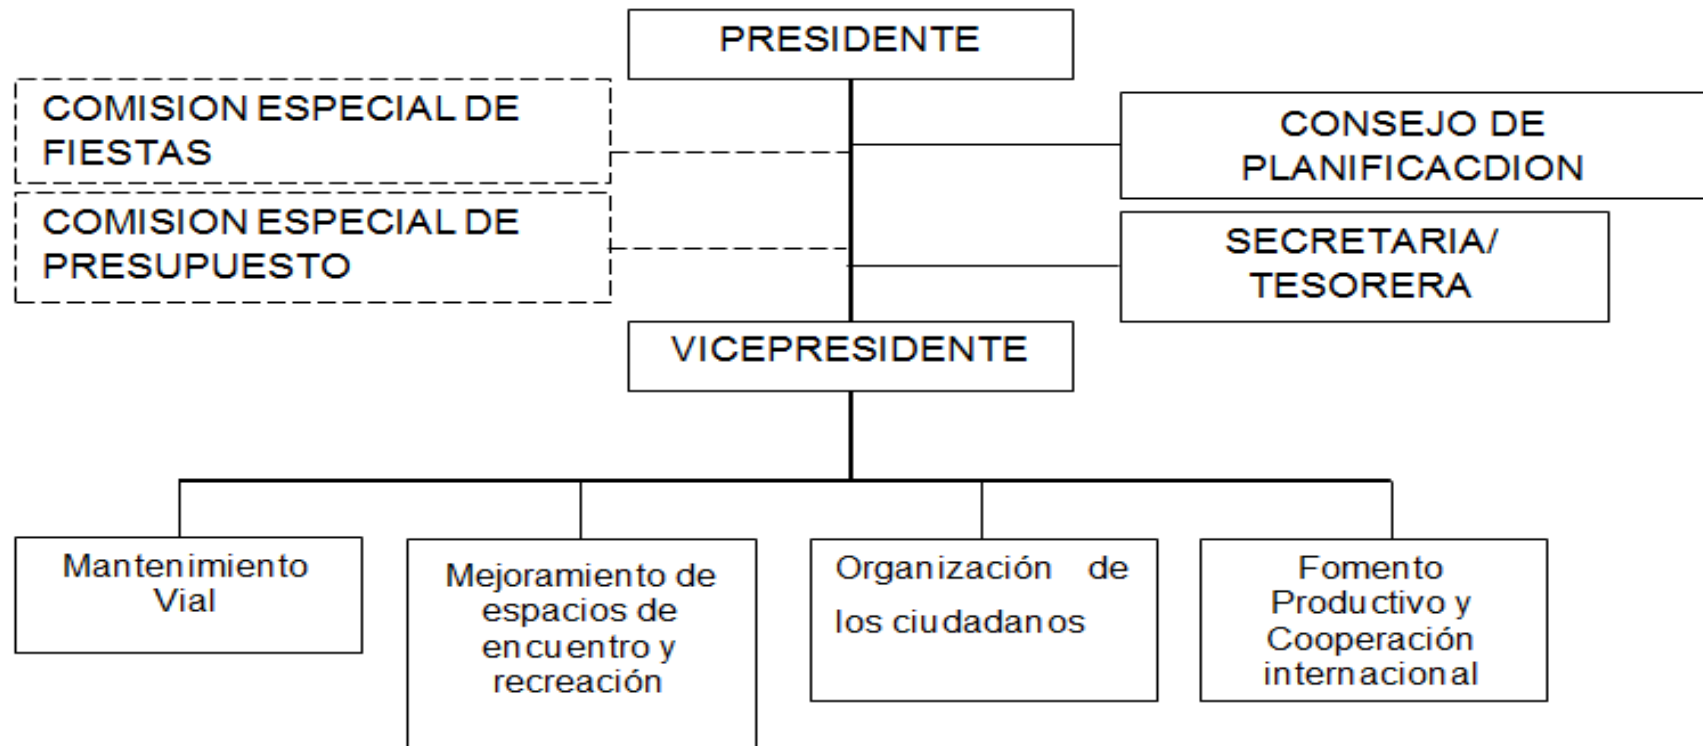 PRESIDENTE
COMISION ESPECIAL DE
FIESTAS
CONSEJO DE
PLANIFICACDION
COMISION ESPECIAL DE
PRESUPUESTO
SECRETARIA/
TESORERA
VICEPRESIDENTE
Mantenimiento
Vial
Mejoramiento de
espacios de
encuentro y
recreación
Organización de
los ciudadanos
Fomento
Productivo y
Cooperación
internacional